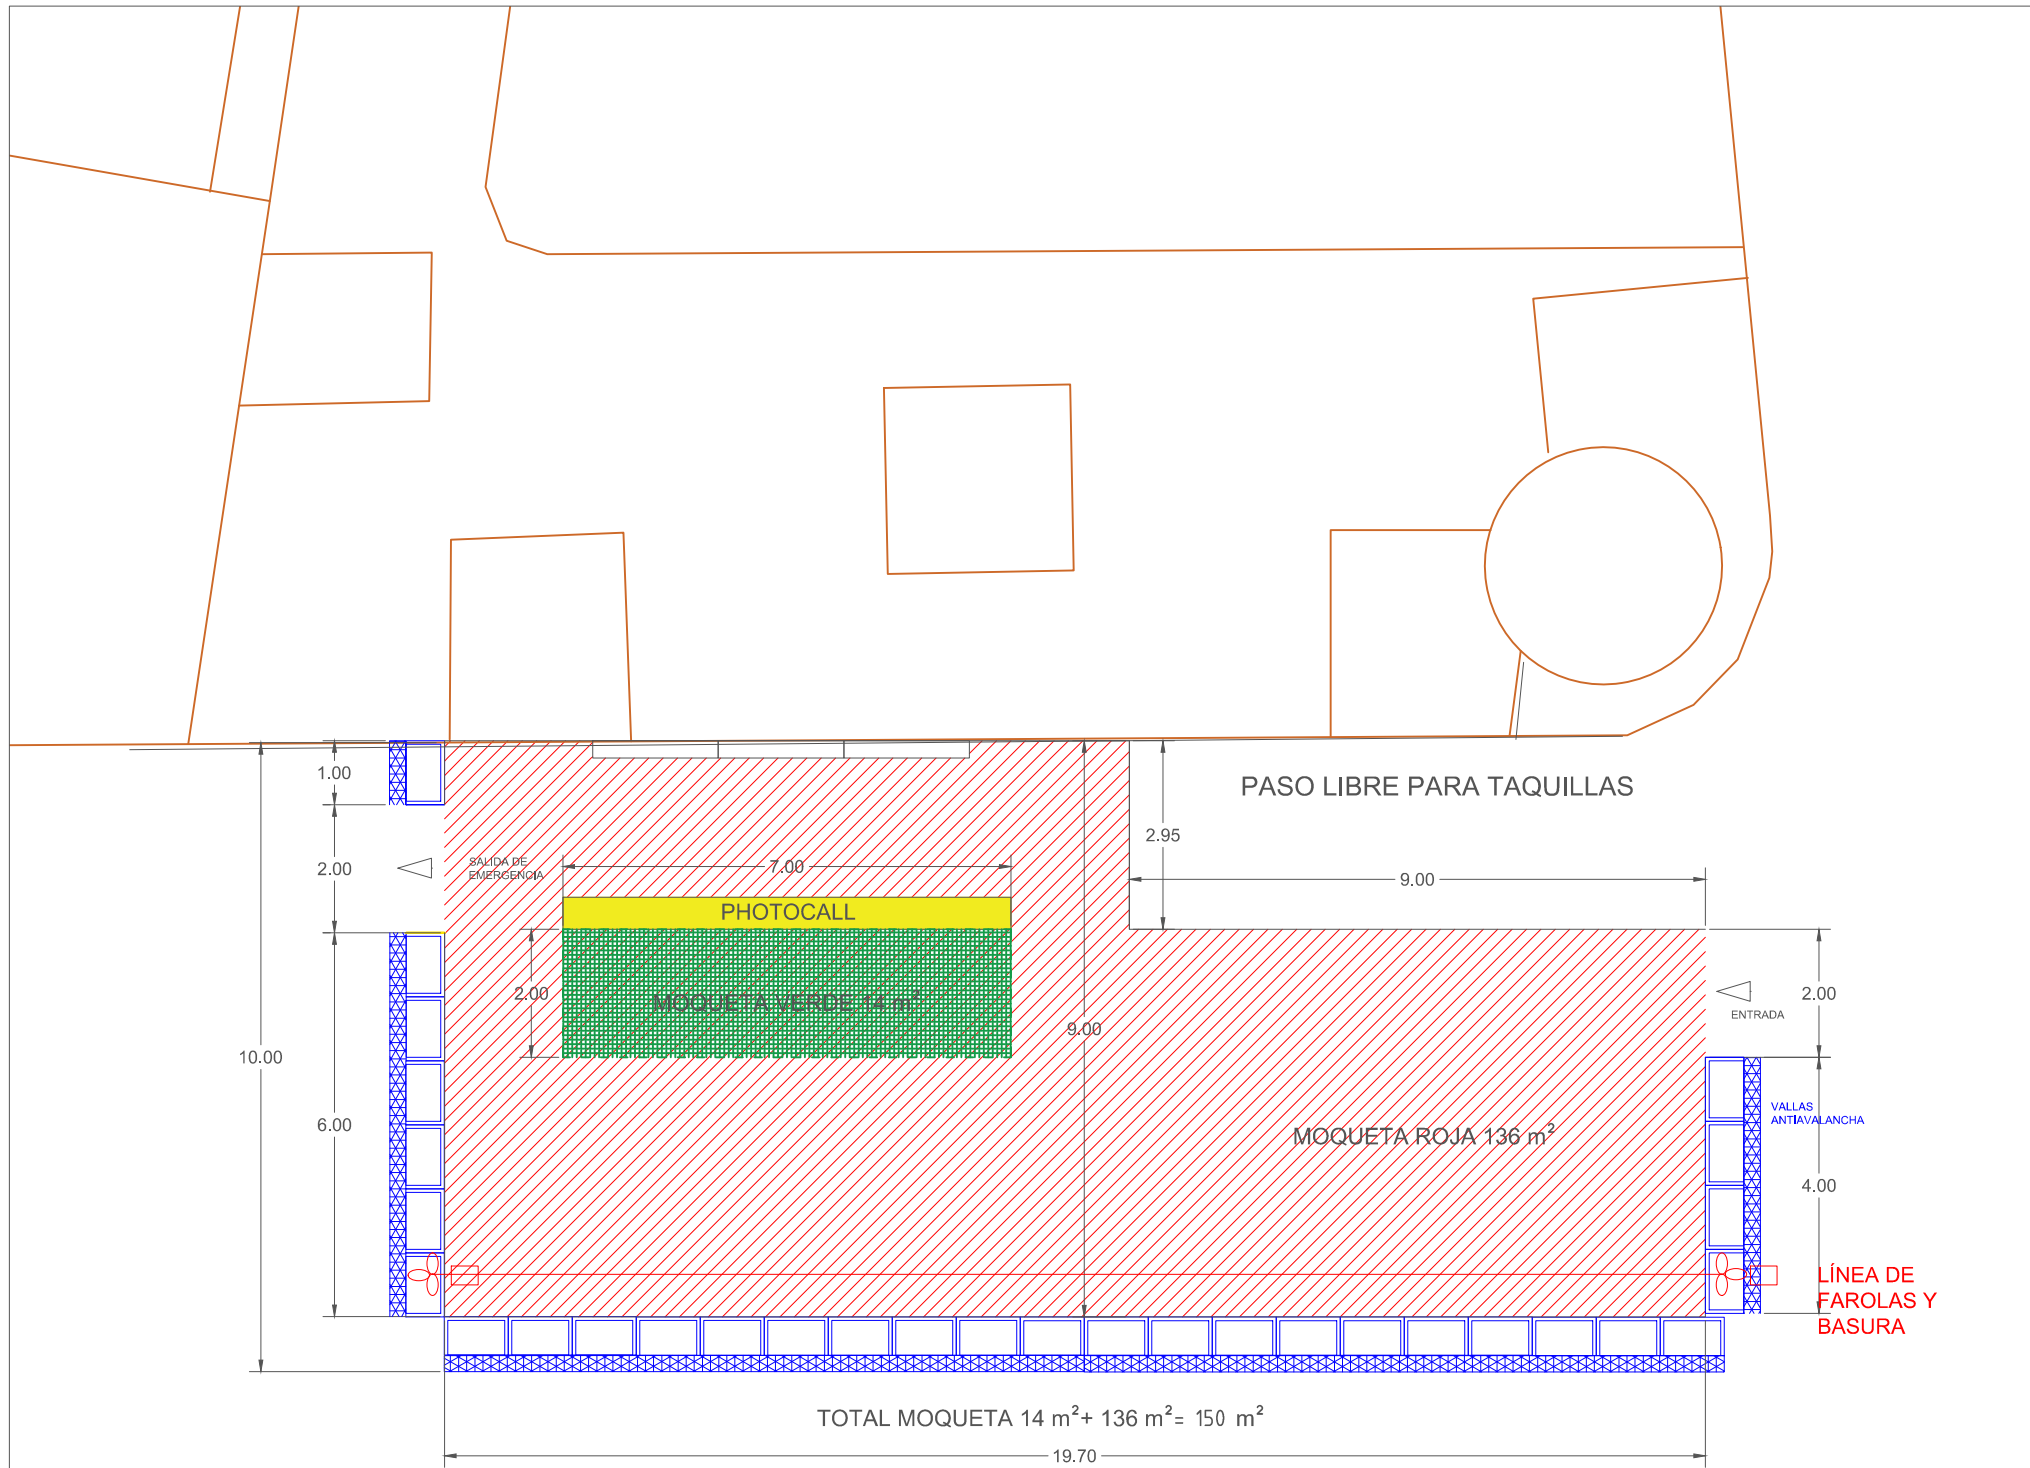 1.00
PASO LIBRE PARA TAQUILLAS
2.95
2.00
SALIDA DE
EMERGENCIA
7.00
9.00
PHOTOCALL
2.00
MOQUETA VERDE 14 m²
2.00
ENTRADA
9.00
10.00
6.00
VALLAS
ANTIAVALANCHA
MOQUETA ROJA 136 m²
4.00
LÍNEA DE
FAROLAS Y
BASURA
TOTAL MOQUETA 14 m²+ 136 m²= 150 m²
19.70